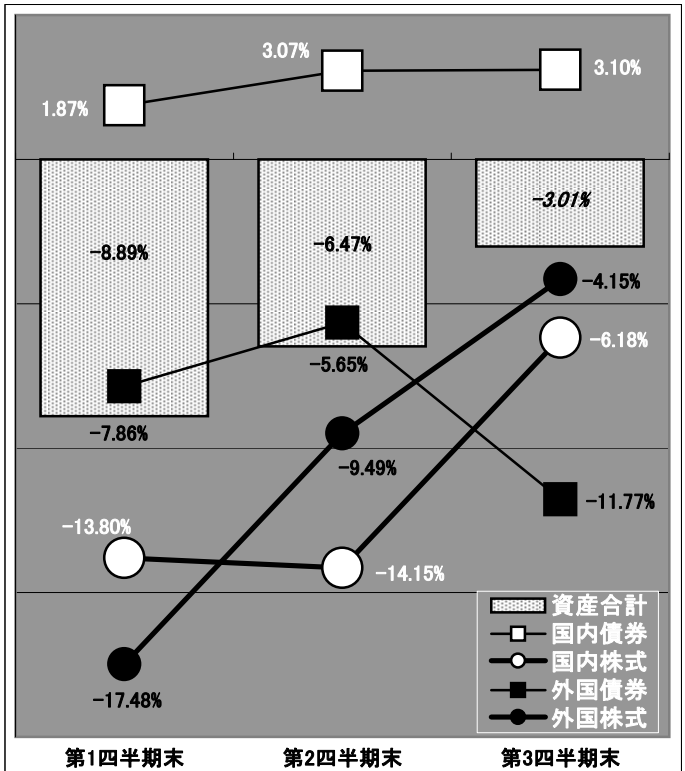 3.07%
3.10%
1.87%
-3.01%
-8.89%
-6.47%
-4.15%
-6.18%
-5.65%
-7.86%
-9.49%
-11.77%
-13.80%
-14.15%
-17.48%
資産合計
国内債券
国内株式
外国債券
外国株式
第1四半期末 第2四半期末 第3四半期末